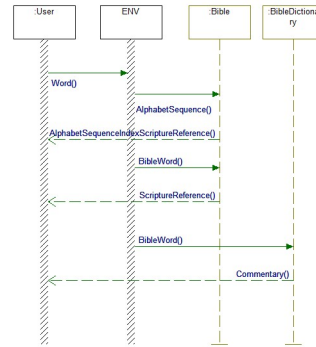 :User
ENV
:Bible
:BibleDictiona
ry
Word()
AlphabetSequence()
AlphabetSequenceIndexScriptureReference()
BibleWord()
ScriptureReference()
BibleWord()
Commentary()